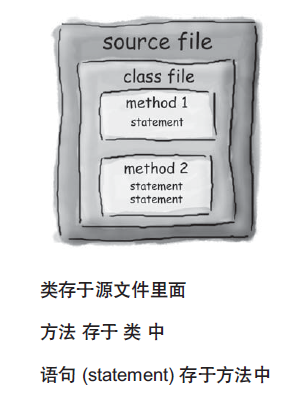 source file
class file
method 1
statement
method 2
statement
statement
类存于源文件里面
方法 存于 类 中
语句 (statement) 存于方法中